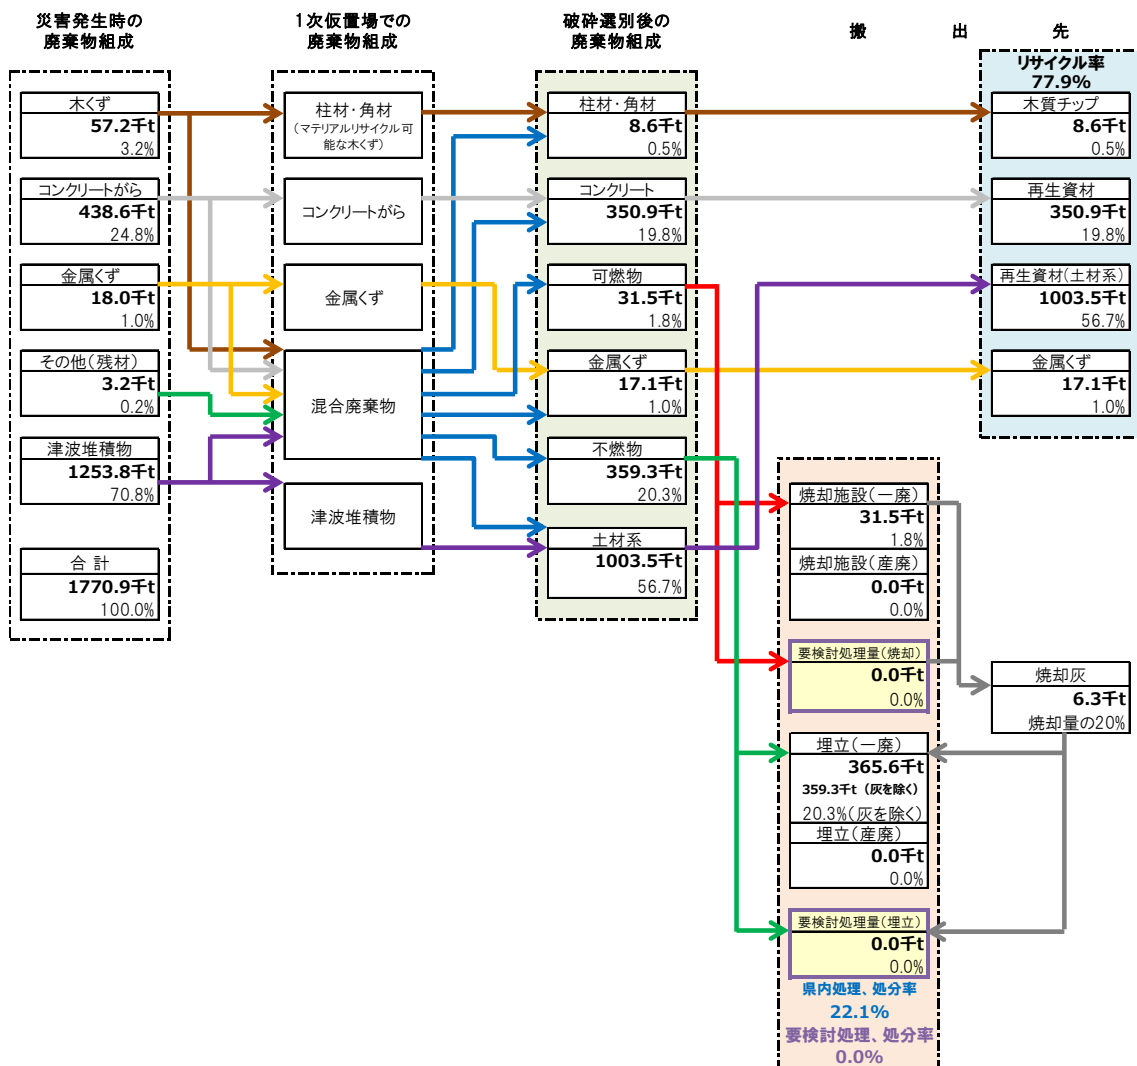 災害発生時の
廃棄物組成
1次仮置場での
廃棄物組成
破砕選別後の
廃棄物組成
搬 出 先
木くず
57.2千t
3.2%
コンクリートがら
438.6千t
24.8%
金属くず
18.0千t
1.0%
その他(残材)
3.2千t
0.2%
津波堆積物
1253.8千t
70.8%
合 計
1770.9千t
100.0%
柱材・角材
(マテリアルリサイクル可
能な木くず)
コンクリートがら
金属くず
混合廃棄物
津波堆積物
柱材・角材
8.6千t
0.5%
コンクリート
350.9千t
19.8%
可燃物
31.5千t
1.8%
金属くず
17.1千t
1.0%
不燃物
359.3千t
20.3%
土材系
1003.5千t
56.7%
リサイクル率
77.9%
木質チップ
8.6千t
0.5%
再生資材
350.9千t
19.8%
再生資材(土材系)
1003.5千t
56.7%
金属くず
17.1千t
1.0%
焼却施設(一廃)
31.5千t
1.8%
焼却施設(産廃)
0.0千t
0.0%
要検討処理量(焼却)
0.0千t
0.0%
焼却灰
6.3千t
焼却量の20%
埋立(一廃)
365.6千t
359.3千t (灰を除く)
20.3%(灰を除く)
埋立(産廃)
0.0千t
0.0%
要検討処理量(埋立)
0.0千t
0.0%
県内処理、処分率
22.1%
要検討処理、処分率
0.0%